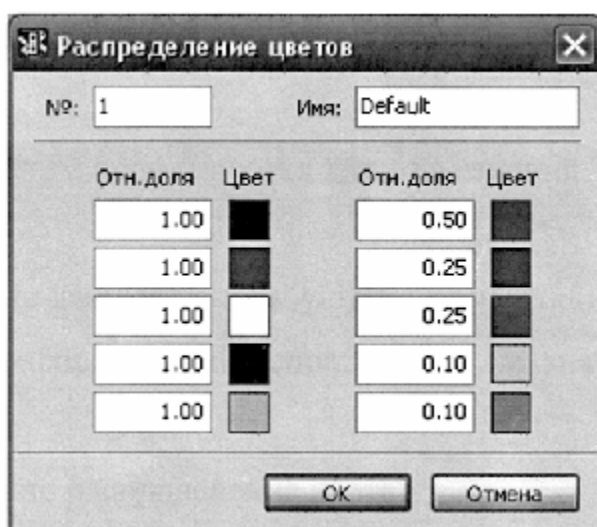 Распределение цветов
№: 1 Имя: Default
Отн.доля Цвет Отн.доля Цвет
1.00 0.50
1.00 0.25
1.00 0.25
1.00 0.10
1.00 0.10
OK Отмена